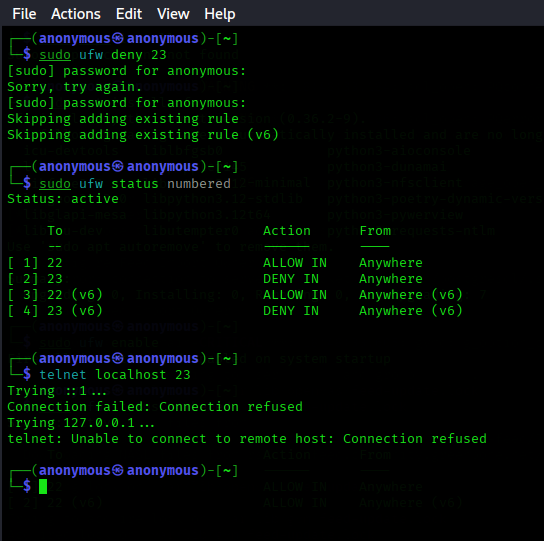 File Actions Edit View Help
┌──(anonymous㉿anonymous)-[~]
└─$ sudo ufw deny 23
[sudo] password for anonymous:
Sorry, try again.
[sudo] password for anonymous:
Skipping adding existing rule
Skipping adding existing rule (v6)
┌──(anonymous㉿anonymous)-[~]
└─$ sudo ufw status numbered
Status: active
To Action From
-- ------ ----
[ 1] 22 ALLOW IN Anywhere
[ 2] 23 DENY IN Anywhere
[ 3] 22 (v6) ALLOW IN Anywhere (v6)
[ 4] 23 (v6) DENY IN Anywhere (v6)
┌──(anonymous㉿anonymous)-[~]
└─$ telnet localhost 23
Trying ::1...
Connection failed: Connection refused
Trying 127.0.0.1...
telnet: Unable to connect to remote host: Connection refused
┌──(anonymous㉿anonymous)-[~]
└─$